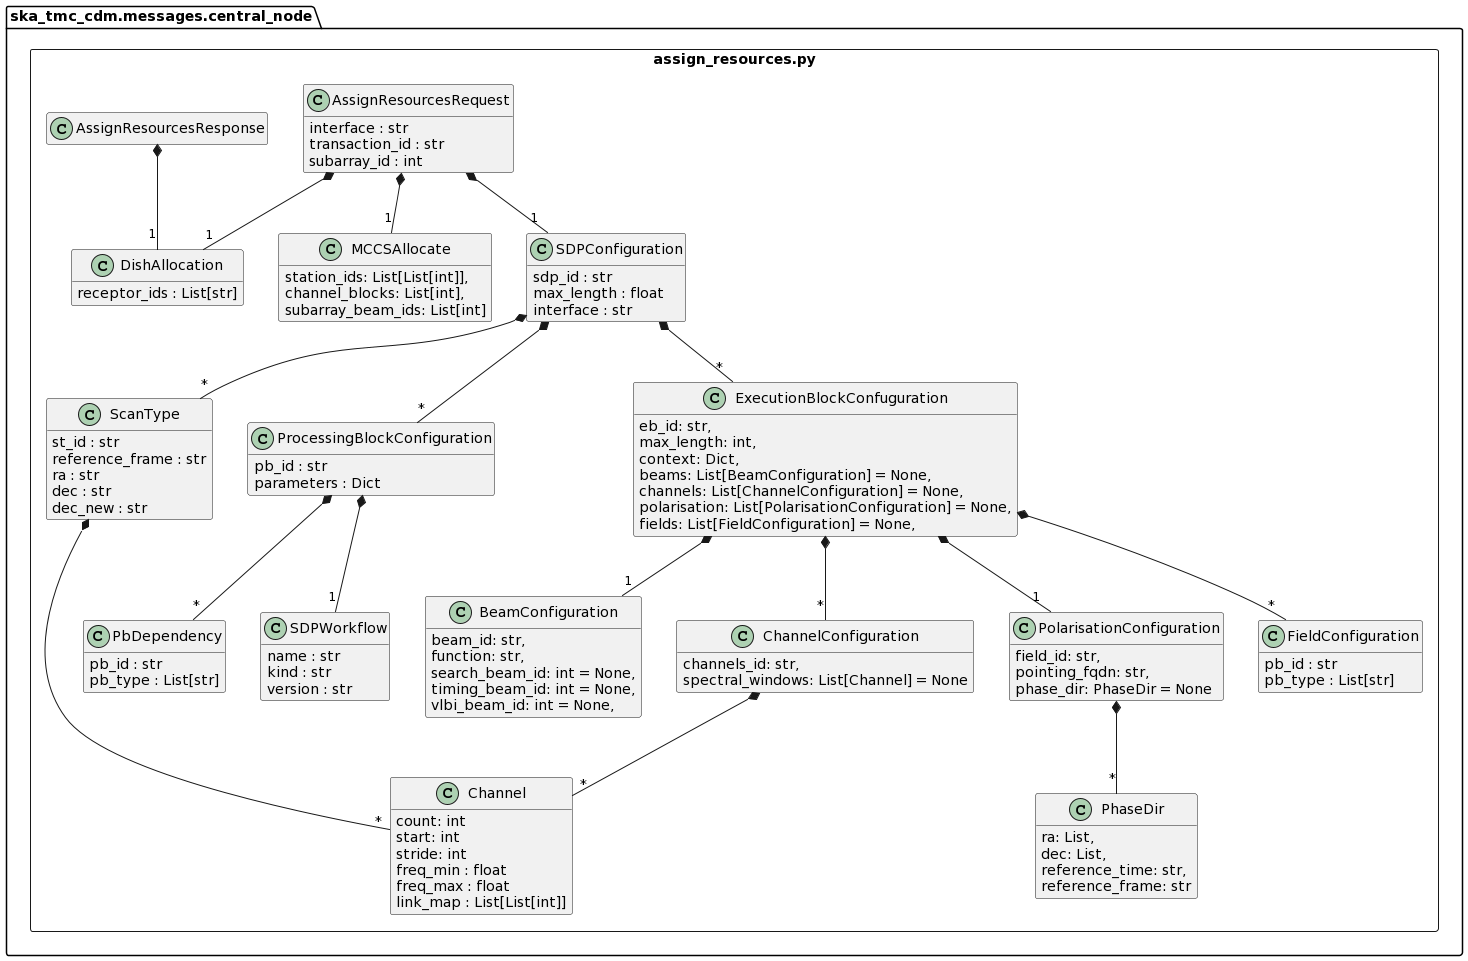 ska_tmc_cdm.messages.central_node
assign_resources.py
C AssignResourcesResponse
C AssignResourcesRequest
interface : str
transaction_id : str
subarray_id : int
1
1
1
1
C DishAllocation
receptor_ids : List[str]
C MCCSAllocate
station_ids: List[List[int]],
channel_blocks: List[int],
subarray_beam_ids: List[int]
C SDPConfiguration
sdp_id : str
max_length : float
interface : str
*
*
*
C ScanType
st_id : str
reference_frame : str
ra : str
dec : str
dec_new : str
C ProcessingBlockConfiguration
pb_id : str
parameters : Dict
C ExecutionBlockConfuguration
eb_id: str,
max_length: int,
context: Dict,
beams: List[BeamConfiguration] = None,
channels: List[ChannelConfiguration] = None,
polarisation: List[PolarisationConfiguration] = None,
fields: List[FieldConfiguration] = None,
*
1
1
*
1
*
C PbDependency
pb_id : str
pb_type : List[str]
C SDPWorkflow
name : str
kind : str
version : str
C BeamConfiguration
beam_id: str,
function: str,
search_beam_id: int = None,
timing_beam_id: int = None,
vlbi_beam_id: int = None,
C ChannelConfiguration
channels_id: str,
spectral_windows: List[Channel] = None
C PolarisationConfiguration
field_id: str,
pointing_fqdn: str,
phase_dir: PhaseDir = None
C FieldConfiguration
pb_id : str
pb_type : List[str]
*
*
*
C Channel
count: int
start: int
stride: int
freq_min : float
freq_max : float
link_map : List[List[int]]
C PhaseDir
ra: List,
dec: List,
reference_time: str,
reference_frame: str